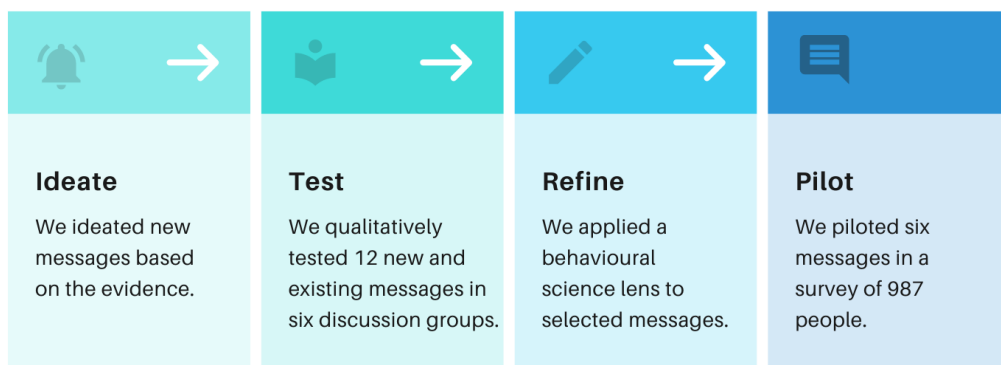 Ideate
We ideated new
messages based
on the evidence.
Test
We qualitatively
tested 12 new and
existing messages in
six discussion groups.
Refine
We applied a
behavioural
science lens to
selected messages.
Pilot
We piloted six
messages in a
survey of 987
people.